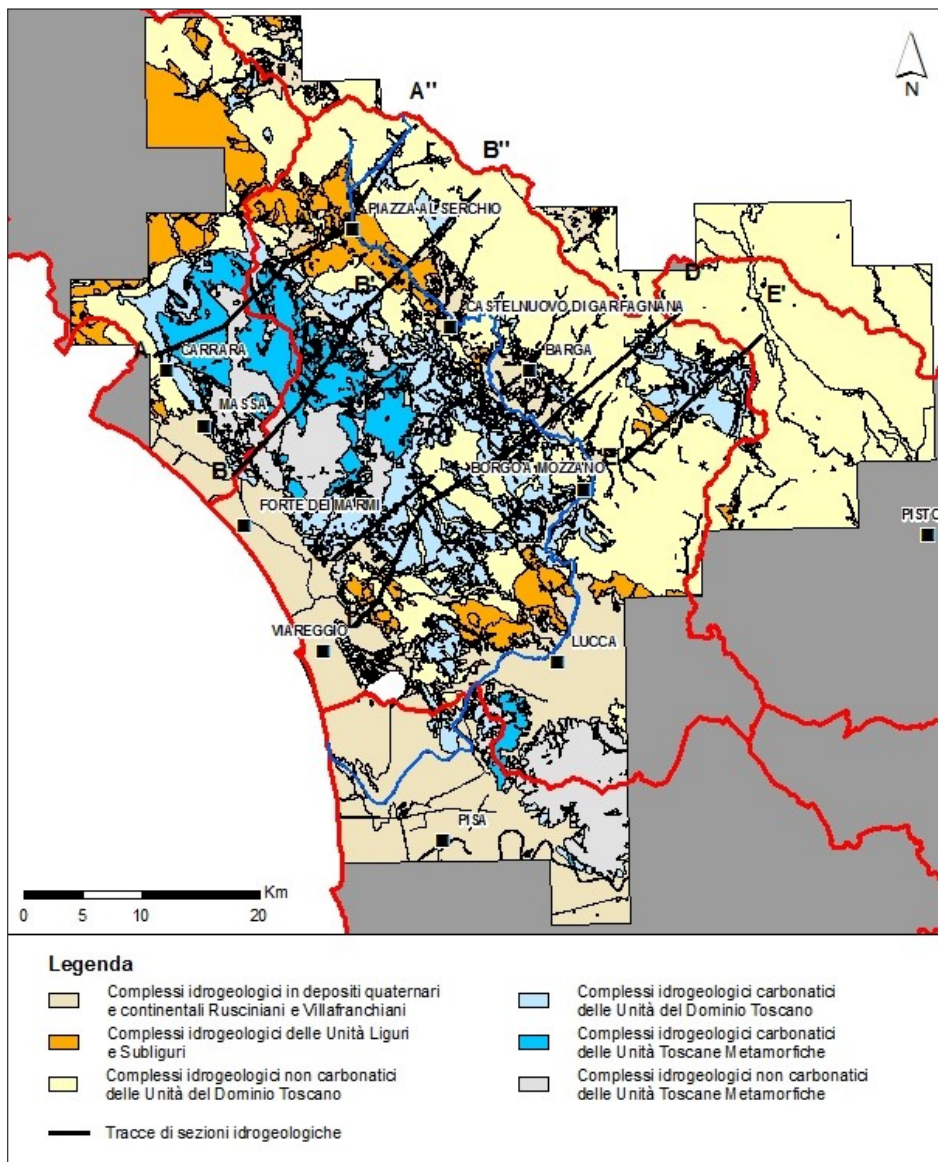 A''
N
B''
PIAZZA AL SERCHIO
D'
B'
E'
CASTELNUOVO DI GARFAGNANA
CARRARA
BARGA
MASSA
B
BORGO A MOZZANO
FORTE DEI MARMI
PISTO
VIAREGGIO
LUCCA
PISA
Km
0 5 10 20
Legenda
Complessi idrogeologici in depositi quaternari
e continentali Rusciniani e Villafranchiani
Complessi idrogeologici delle Unità Liguri
e Subliguri
Complessi idrogeologici non carbonatici
delle Unità del Dominio Toscano
Tracce di sezioni idrogeologiche
Complessi idrogeologici carbonatici
delle Unità del Dominio Toscano
Complessi idrogeologici carbonatici
delle Unità Toscane Metamorfiche
Complessi idrogeologici non carbonatici
delle Unità Toscane Metamorfiche